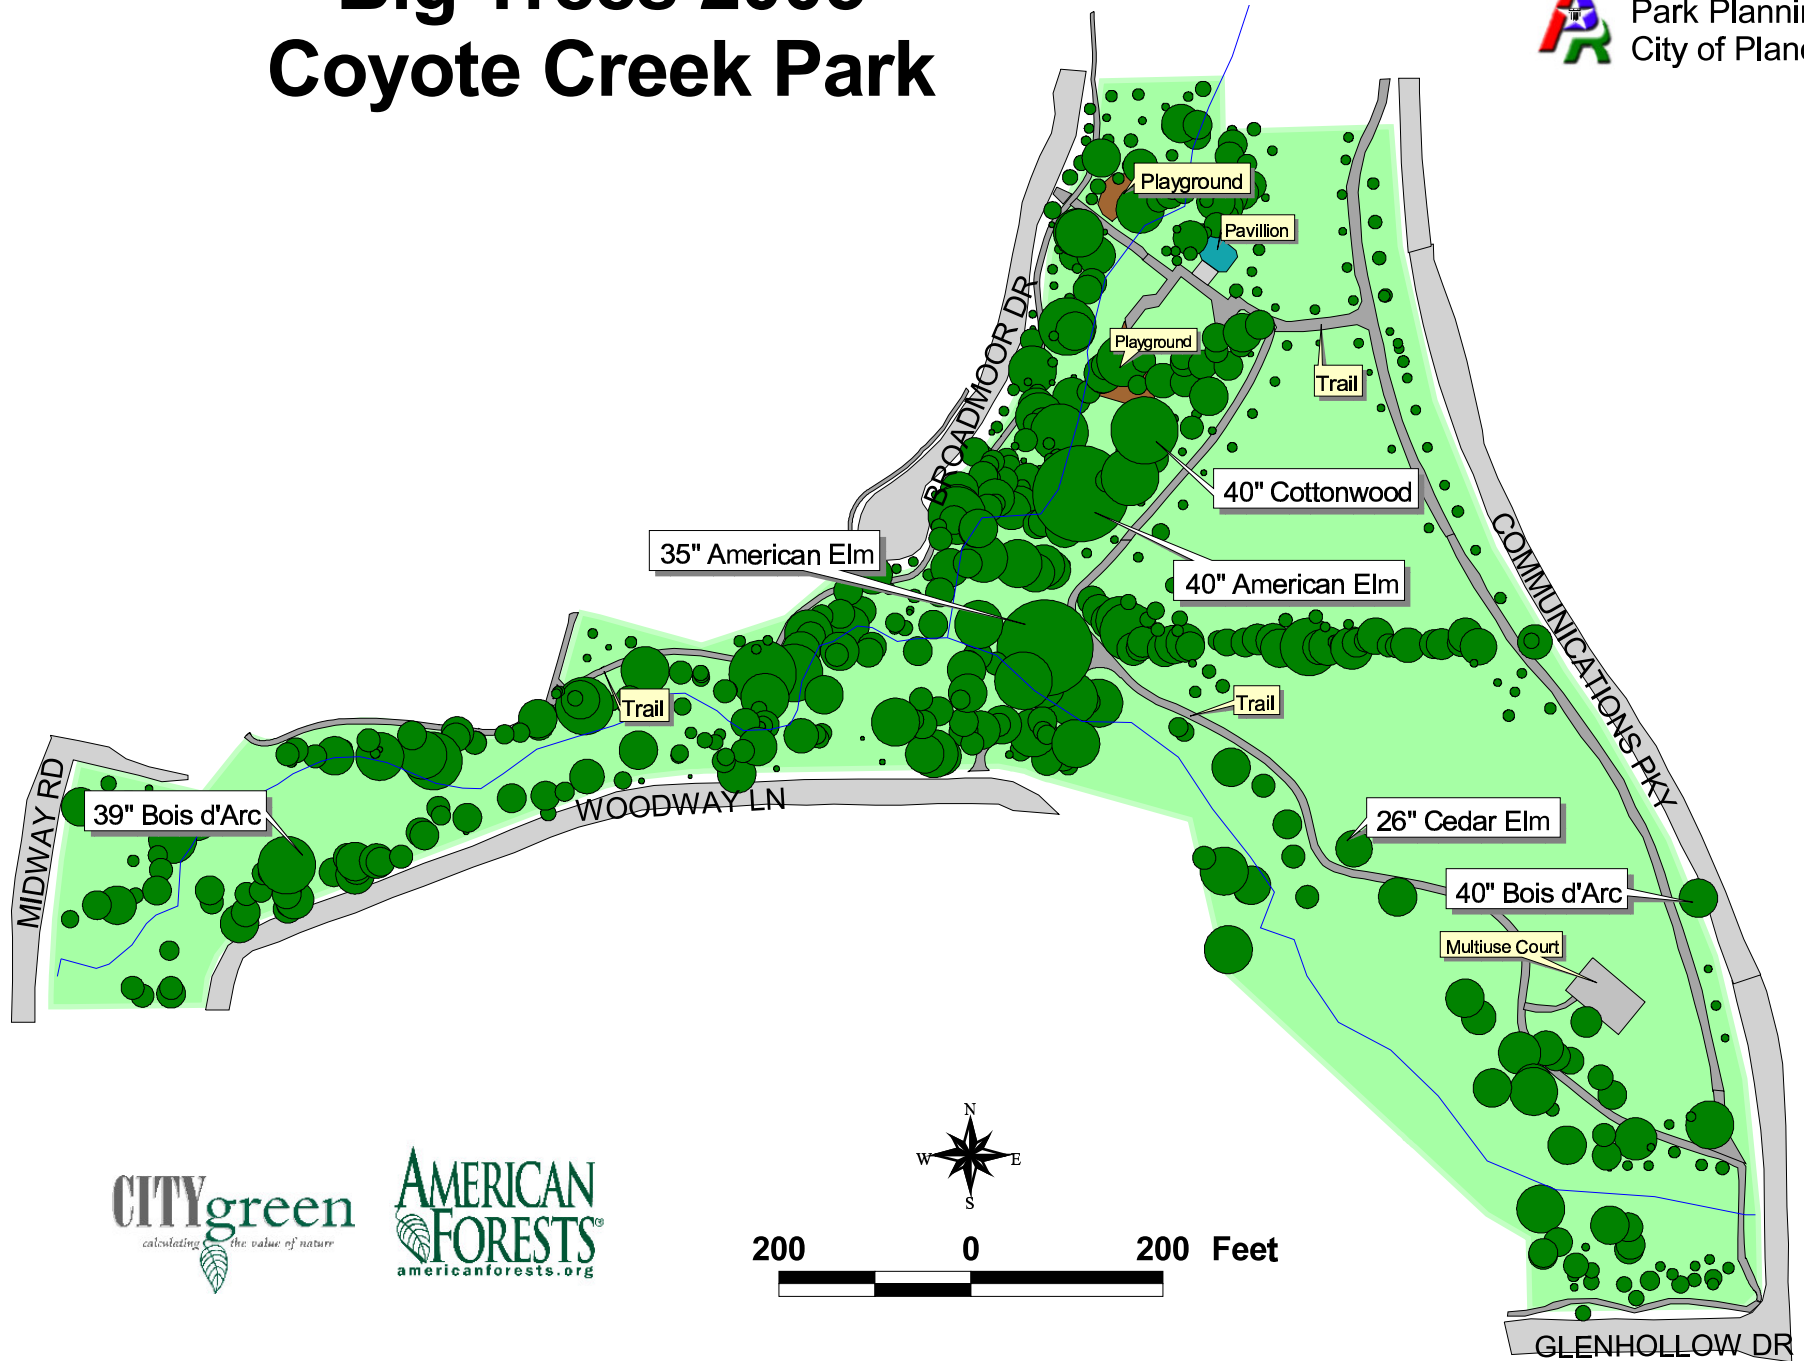 Coyote Creek Park
Park
City of
Playground
Pavillion
BROADMOOR DR
Playground
Trail
40" Cottonwood
35" American Elm
40" American Elm
COMMUNICATIONS PKY
Trail
Trail
MIDWAY RD
39" Bois d'Arc
WOODWAY LN
26" Cedar Elm
40" Bois d'Arc
Multiuse Court
N
W E
S
CITYgreen
calculating the value of nature
AMERICAN
FORESTS®
americanforests.org
200 0 200 Feet
GLENHOLLOW DR